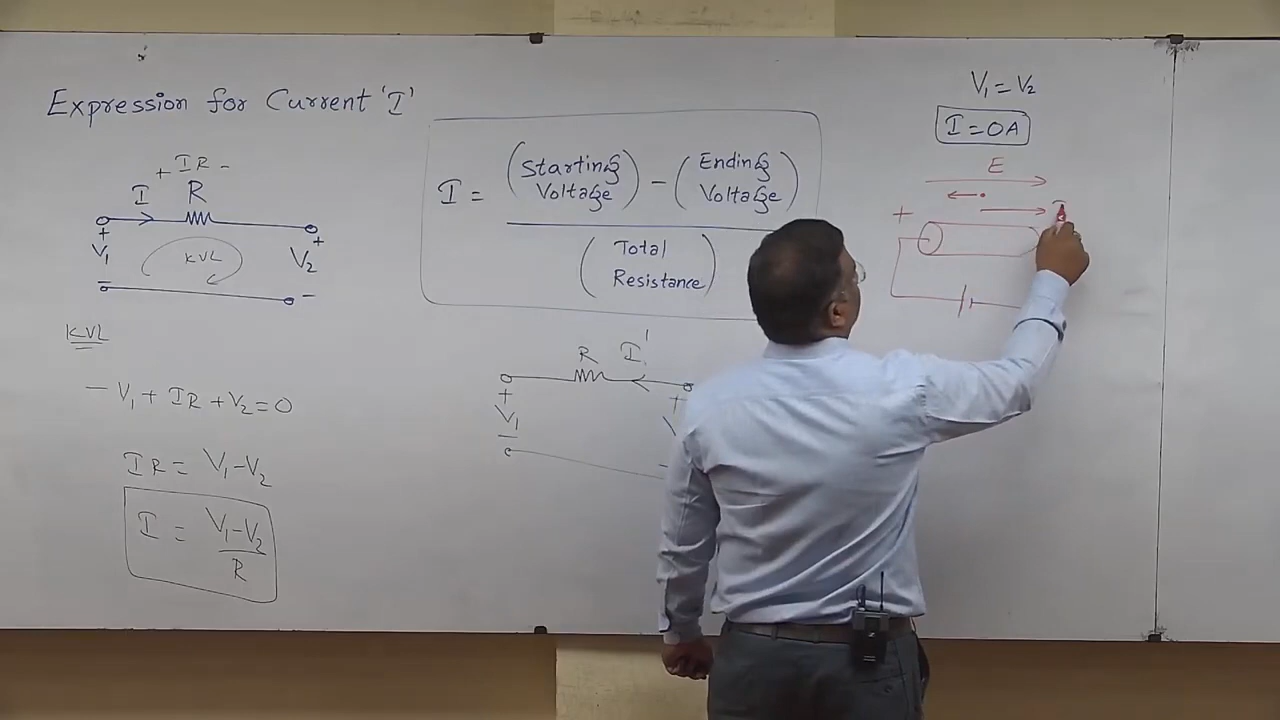 Expression for Current 'I'
+ IR -
I R
+ +
V₁ KVL V₂
- -
KVL
- V₁ + IR + V₂ = 0
IR = V₁ - V₂
I = V₁ - V₂
R
I = (Starting Voltage) - (Ending Voltage)
(Total Resistance)
R I'
+ +
V₁
-
V₁ = V₂
I = 0A
E
+